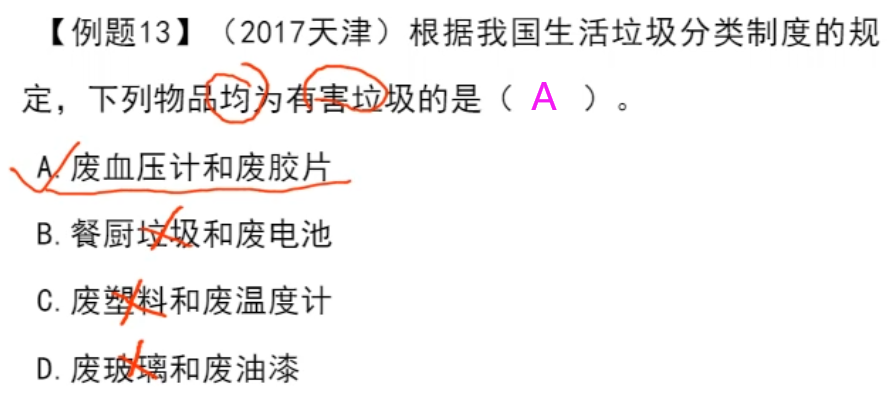 【例题13】（2017天津）根据我国生活垃圾分类制度的规
定，下列物品均为有害垃圾的是（ A ）。
A.废血压计和废胶片
B.餐厨垃圾和废电池
C.废塑料和废温度计
D.废玻璃和废油漆